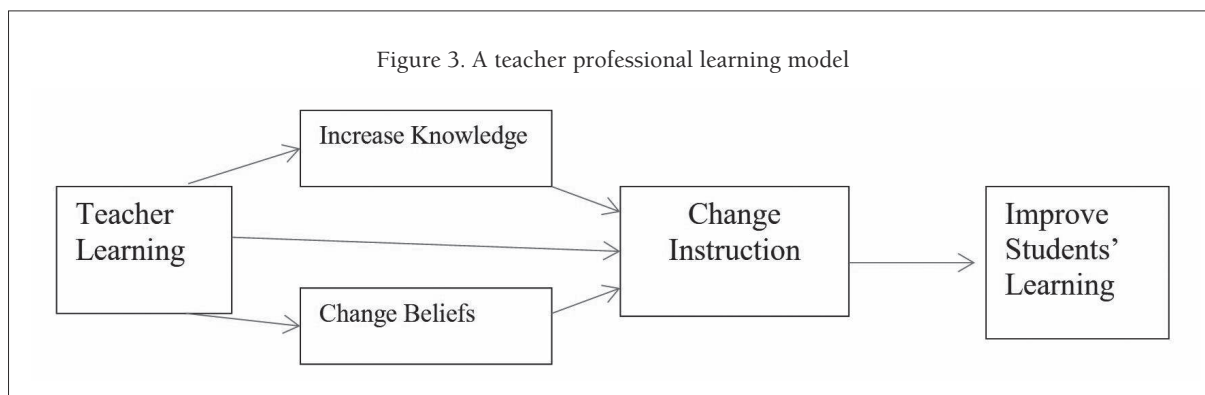 Figure 3. A teacher professional learning model
Increase Knowledge
Teacher
Learning
Change
Instruction
Improve
Students’
Learning
Change Beliefs